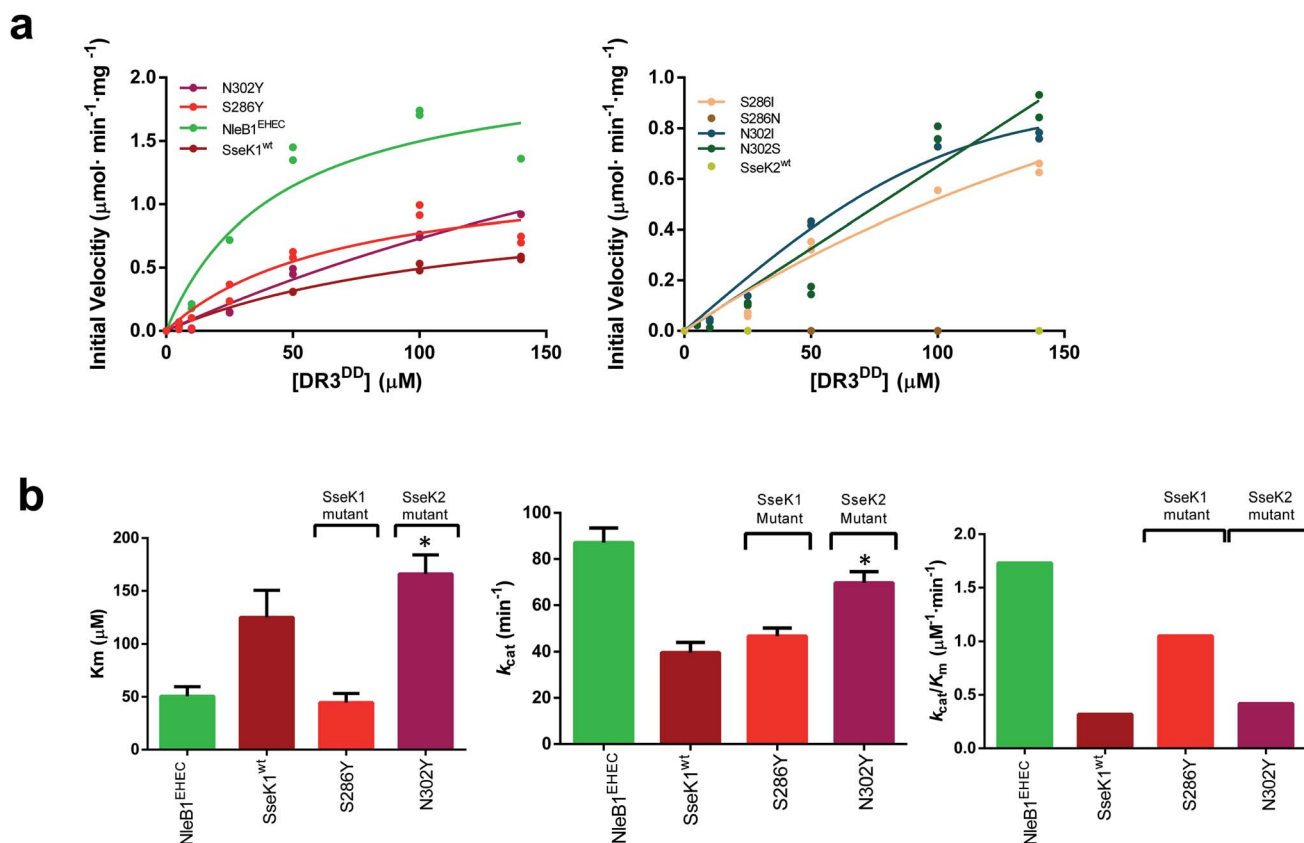 a
Initial Velocitiy (μmol· min⁻¹·mg ⁻¹)
2.0
1.5
1.0
0.5
0.0
N302Y
S286Y
NleB1ᴱᴴᴱᶜ
SseK1ʷᵗ
0
50
100
150
[DR3ᴰᴰ] (μM)
Initial Velocitiy (μmol· min⁻¹·mg ⁻¹)
1.0
0.8
0.6
0.4
0.2
0.0
S286I
S286N
N302I
N302S
SseK2ʷᵗ
0
50
100
150
[DR3ᴰᴰ] (μM)
b
Km (μM)
200
150
100
50
0
SseK1
mutant
SseK2
mutant
*
NleB1ᴱᴴᴱᶜ
SseK1ʷᵗ
S286Y
N302Y
kcat (min⁻¹)
100
80
60
40
20
0
SseK1
Mutant
SseK2
Mutant
*
NleB1ᴱᴴᴱᶜ
SseK1ʷᵗ
S286Y
N302Y
kcat/Km (μM⁻¹·min⁻¹)
2.0
1.5
1.0
0.5
0.0
SseK1
mutant
SseK2
mutant
NleB1ᴱᴴᴱᶜ
SseK1ʷᵗ
S286Y
N302Y